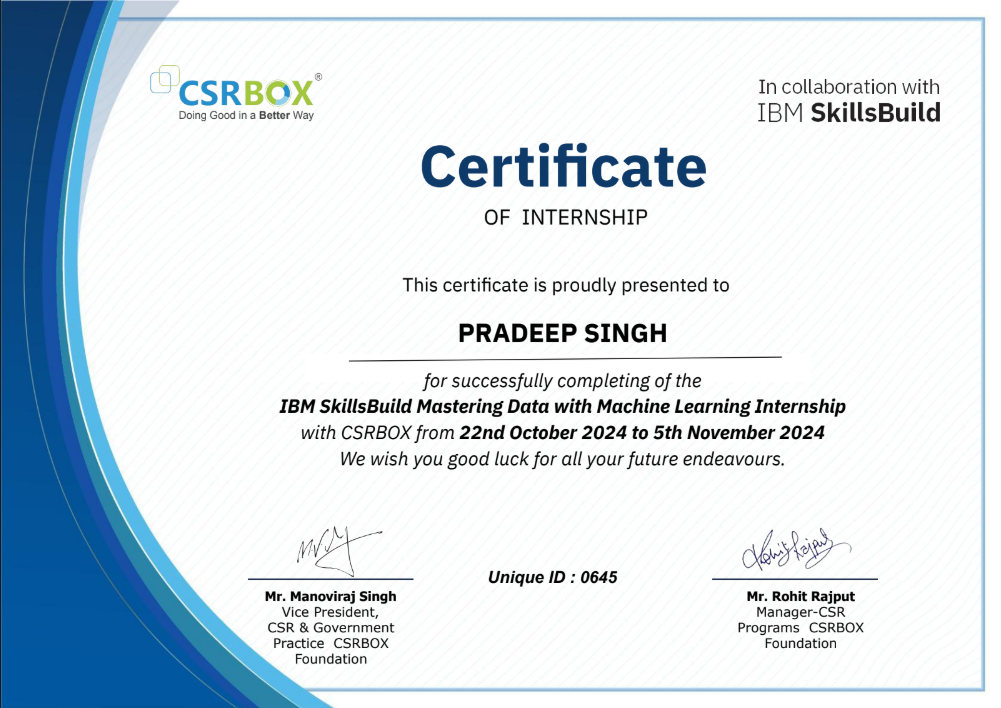 CSRBOX®
Doing Good in a Better Way
In collaboration with
IBM SkillsBuild
Certificate
OF INTERNSHIP
This certificate is proudly presented to
PRADEEP SINGH
for successfully completing of the
IBM SkillsBuild Mastering Data with Machine Learning Internship
with CSRBOX from 22nd October 2024 to 5th November 2024
We wish you good luck for all your future endeavours.
Mr. Manoviraj Singh
Vice President,
CSR & Government
Practice CSRBOX
Foundation
Unique ID : 0645
Rohit Rajput
Mr. Rohit Rajput
Manager-CSR
Programs CSRBOX
Foundation